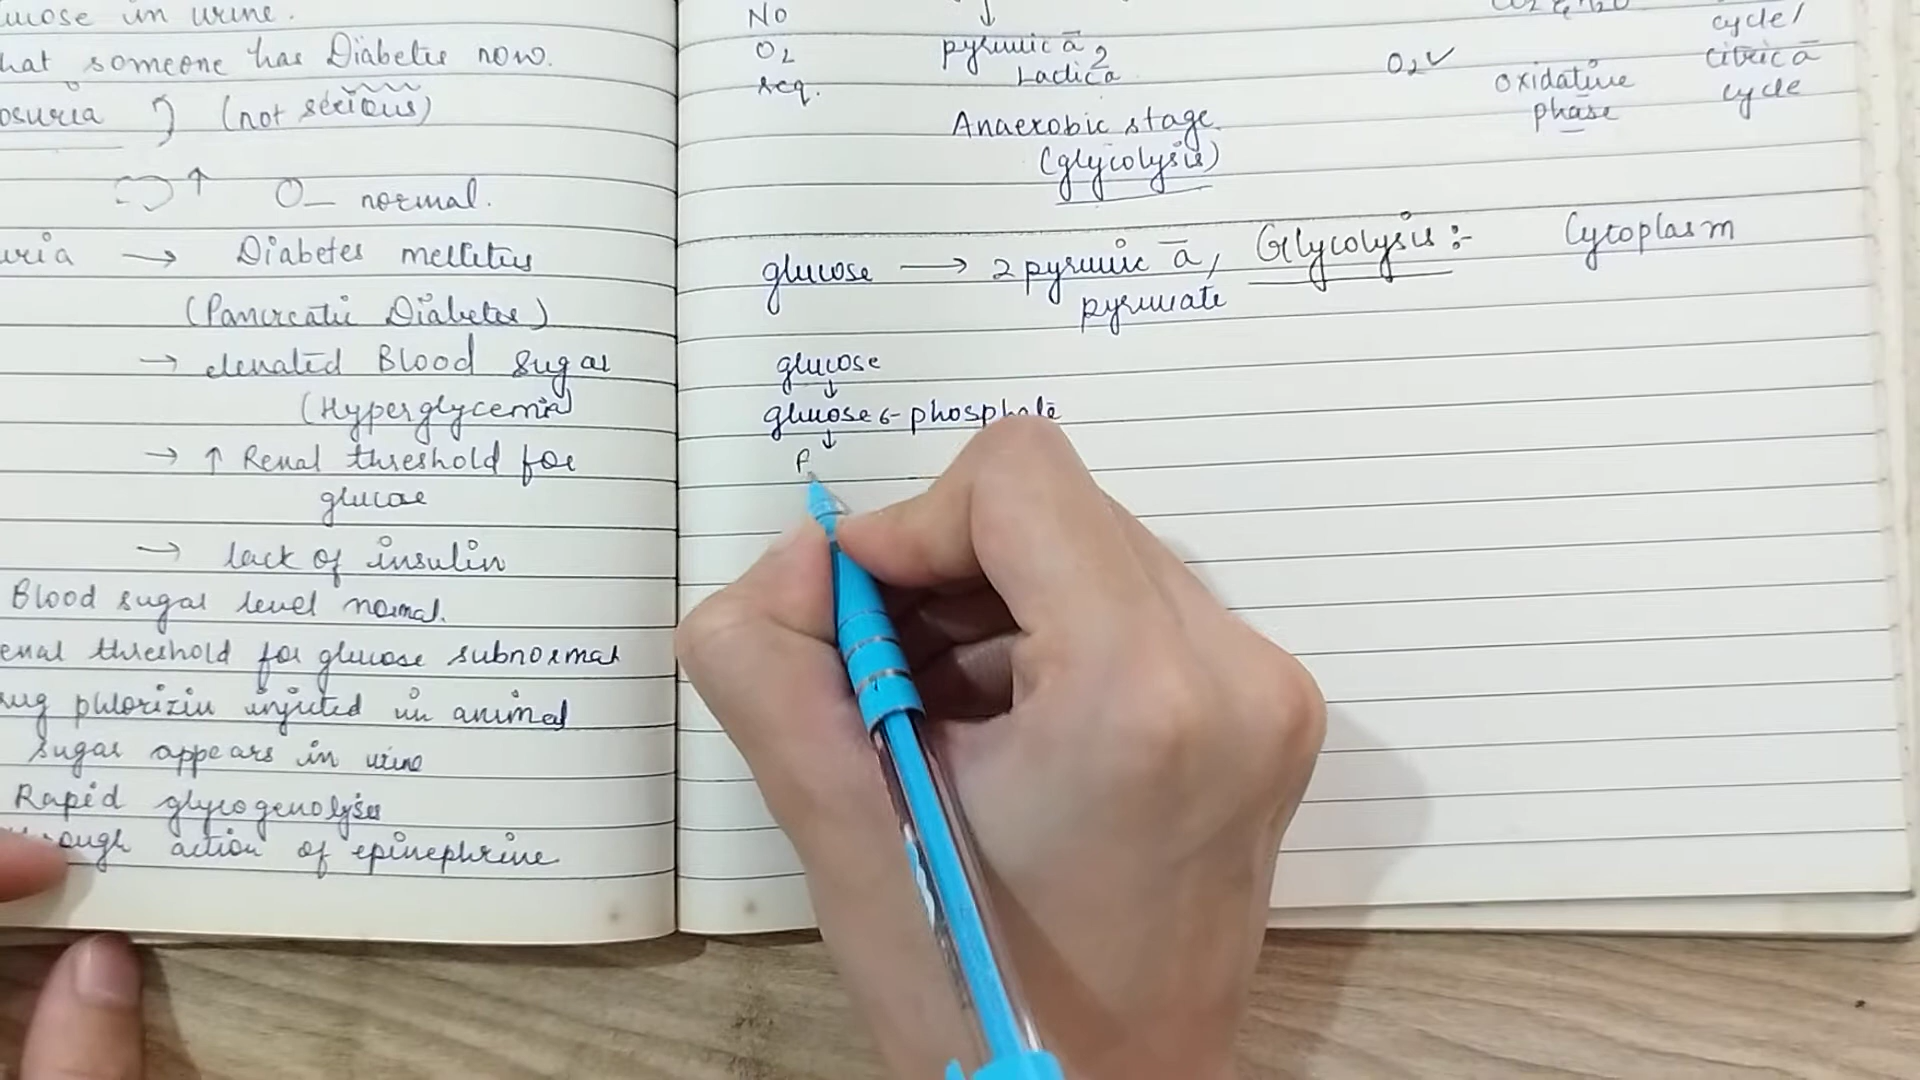 in urine.
hat someone has Diabetes now.
osuria } (not serious)
↑ O— normal.
uria → Diabetes mellitus
(Pancreatic Diabetes)
→ elevated Blood sugar
(Hyperglycemia)
→ ↑ Renal threshold for
glucose
→ lack of insulin
Blood sugar level normal.
enal threshold for glucose subnormal
rug phlorizin injected in animal
sugar appears in urine
Rapid glycogenolysis
ough action of epinephrine
No
O₂
req.
↓
pyruvic ā 2
Lactic ā
Anaerobic stage
(glycolysis)
O₂ ✓
oxidative
phase
cycle/
citric ā
cycle
glucose → 2 pyruvic ā, Glycolysis :- Cytoplasm
pyruvate
glucose
↓
glucose 6- phosphate
↓